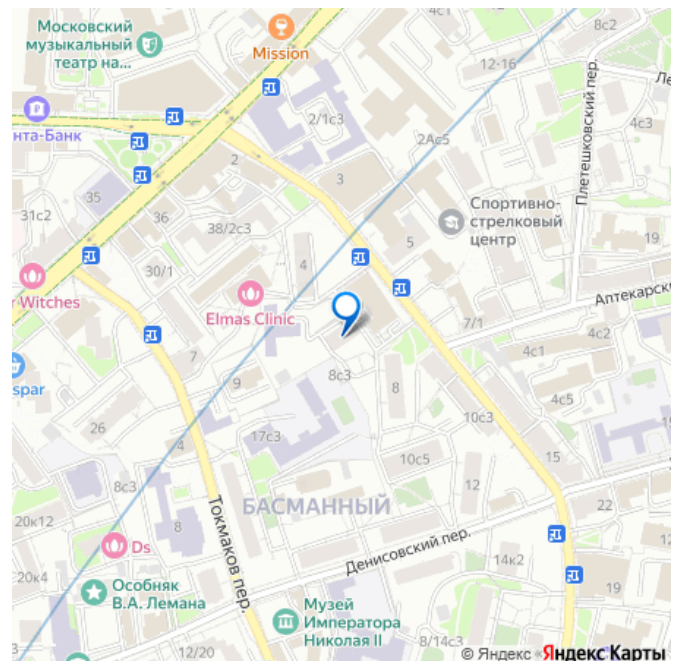 Московский
музыкальный
театр на...
Mission
8с2
12-16
Ле
нта-Банк
2/1с3
2Ас5
4с3
Плетешковский пер.
2
3
35
31с2
36
38/2с3
Спортивно-
стрелковый
центр
19
5
4
30/1
r Witches
Elmas Clinic
Аптекарски
7/1
4с1
4с2
7
spar
9
8с3
8
4с5
26
4
17с3
10с3
19
10с5
15
8с3
12
22
20к12
8
БАСМАННЫЙ
Токмаков пер.
Денисовский пер.
Ds
14к2
20к4
Особняк
В.А. Лемана
19
Музей
Императора
Николая II
12/20
8/14с3
© Яндекс
Яндекс Карты